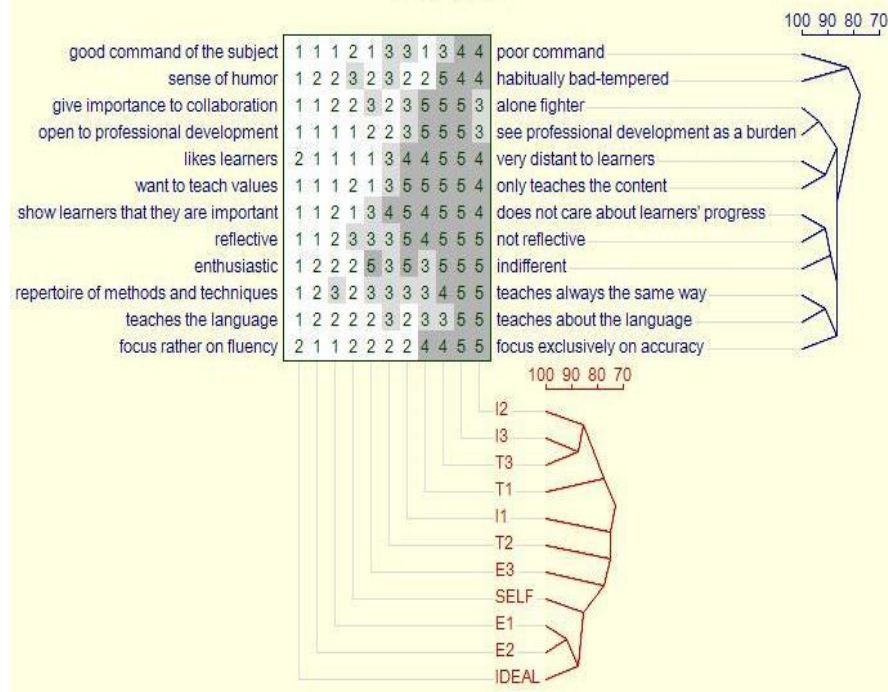 100 90 80 70
good command of the subject 1 1 1 2 1 3 3 1 3 4 4 poor command
sense of humor 1 2 2 3 2 3 2 2 5 4 4 habitually bad-tempered
give importance to collaboration 1 1 2 2 3 2 3 5 5 5 3 alone fighter
open to professional development 1 1 1 1 2 2 3 5 5 5 3 see professional development as a burden
likes learners 2 1 1 1 1 3 4 4 5 5 4 very distant to learners
want to teach values 1 1 1 2 1 3 5 5 5 5 4 only teaches the content
show learners that they are important 1 1 2 1 3 4 5 4 5 5 4 does not care about learners' progress
reflective 1 1 2 3 3 3 5 4 5 5 5 not reflective
enthusiastic 1 2 2 2 5 3 5 3 5 5 5 indifferent
repertoire of methods and techniques 1 2 3 2 3 3 3 3 4 5 5 teaches always the same way
teaches the language 1 2 2 2 2 3 2 3 3 5 5 teaches about the language
focus rather on fluency 2 1 1 2 2 2 2 4 4 5 5 focus exclusively on accuracy
100 90 80 70
I2
I3
T3
T1
I1
T2
E3
SELF
E1
E2
IDEAL